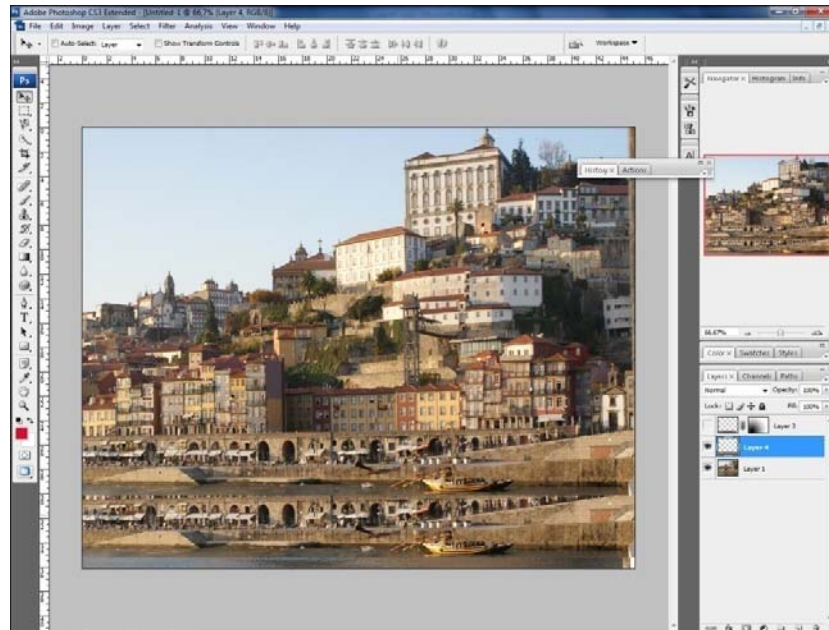 Adobe Photoshop CS3 Extended - [Untitled-1 @ 66,7% (Layer 4, RGB/8)]
File Edit Image Layer Select Filter Analysis View Window Help
Auto-Select: Layer Show Transform Controls Workspace
Ps
Navigator x Histogram Info
History x Actions
66.67%
Color x Swatches Styles
Layers x Channels Paths
Normal Opacity: 100%
Lock: Fill: 100%
Layer 3
Layer 4
Layer 1